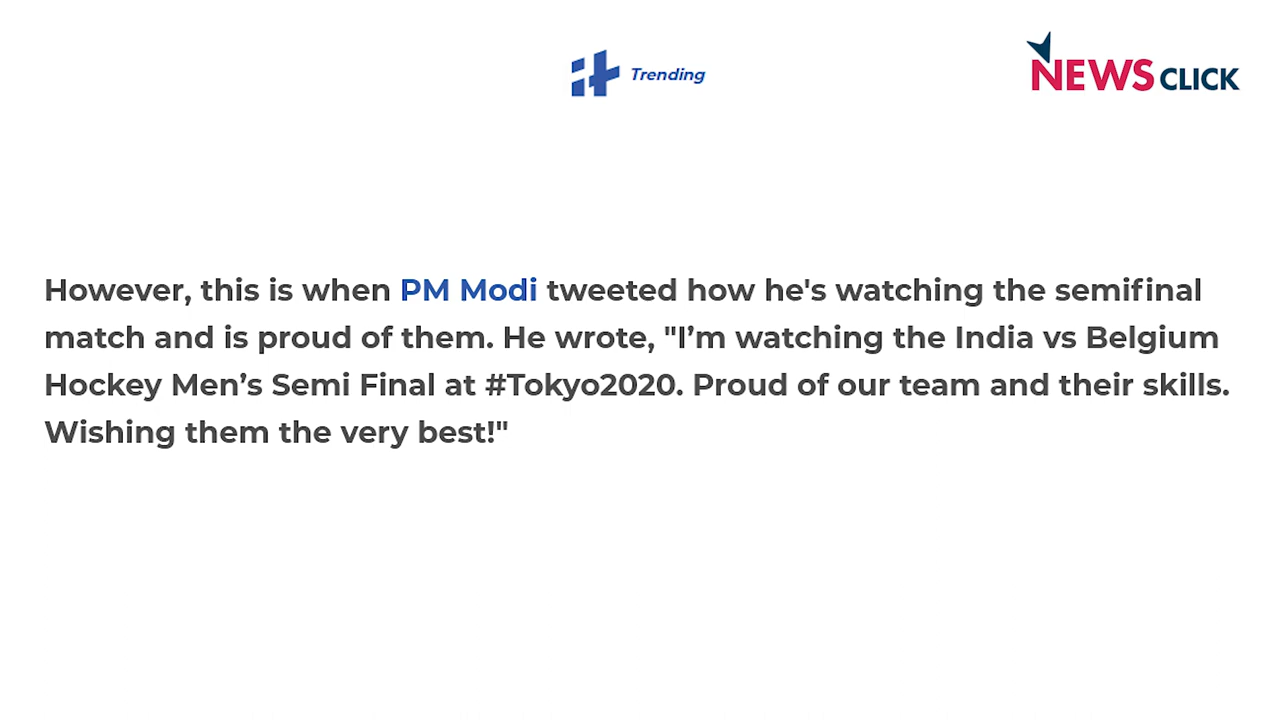 Trending
NEWS CLICK
However, this is when PM Modi tweeted how he's watching the semifinal
match and is proud of them. He wrote, "I’m watching the India vs Belgium
Hockey Men’s Semi Final at #Tokyo2020. Proud of our team and their skills.
Wishing them the very best!"